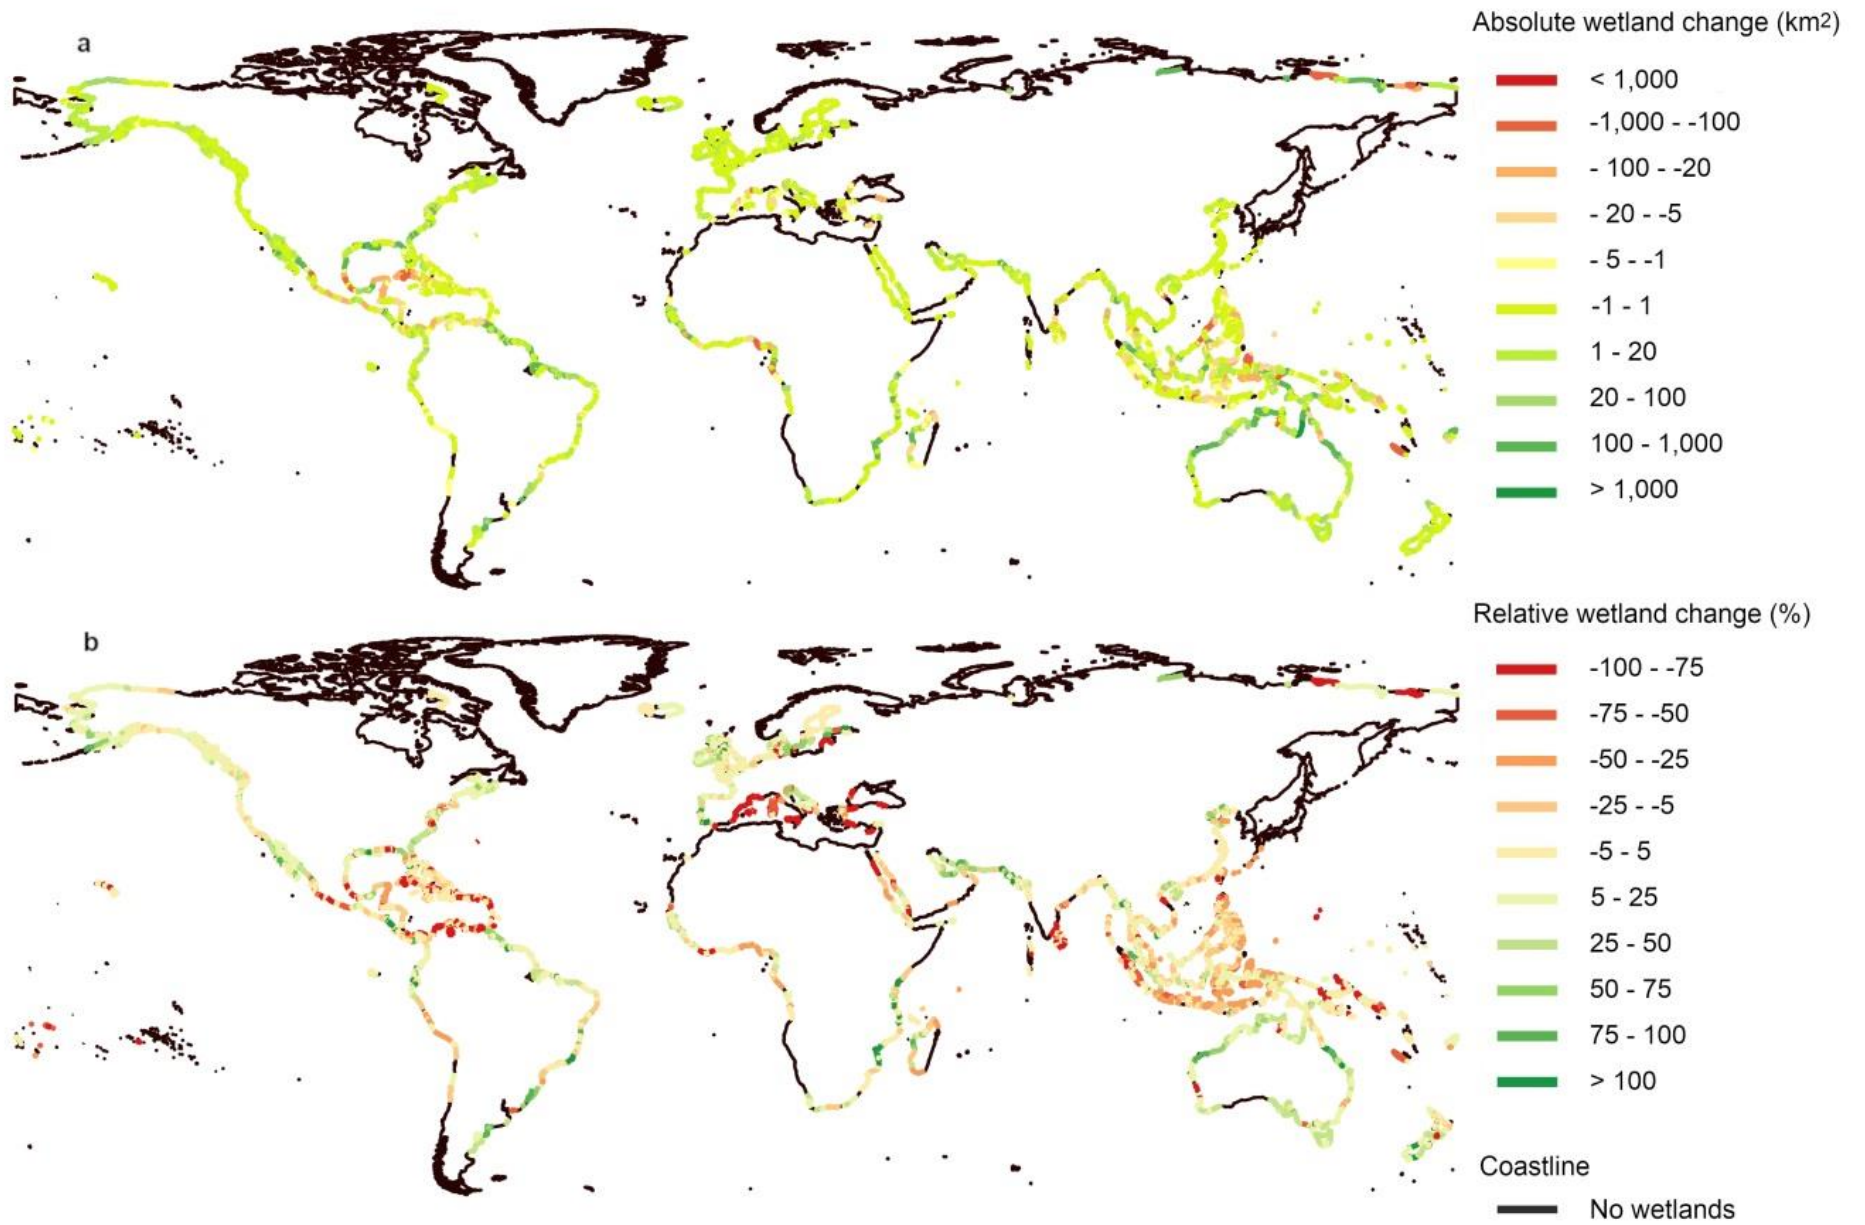 a
Absolute wetland change (km²)
< 1,000
-1,000 - -100
- 100 - -20
- 20 - -5
- 5 - -1
-1 - 1
1 - 20
20 - 100
100 - 1,000
> 1,000
b
Relative wetland change (%)
-100 - -75
-75 - -50
-50 - -25
-25 - -5
-5 - 5
5 - 25
25 - 50
50 - 75
75 - 100
> 100
Coastline
No wetlands